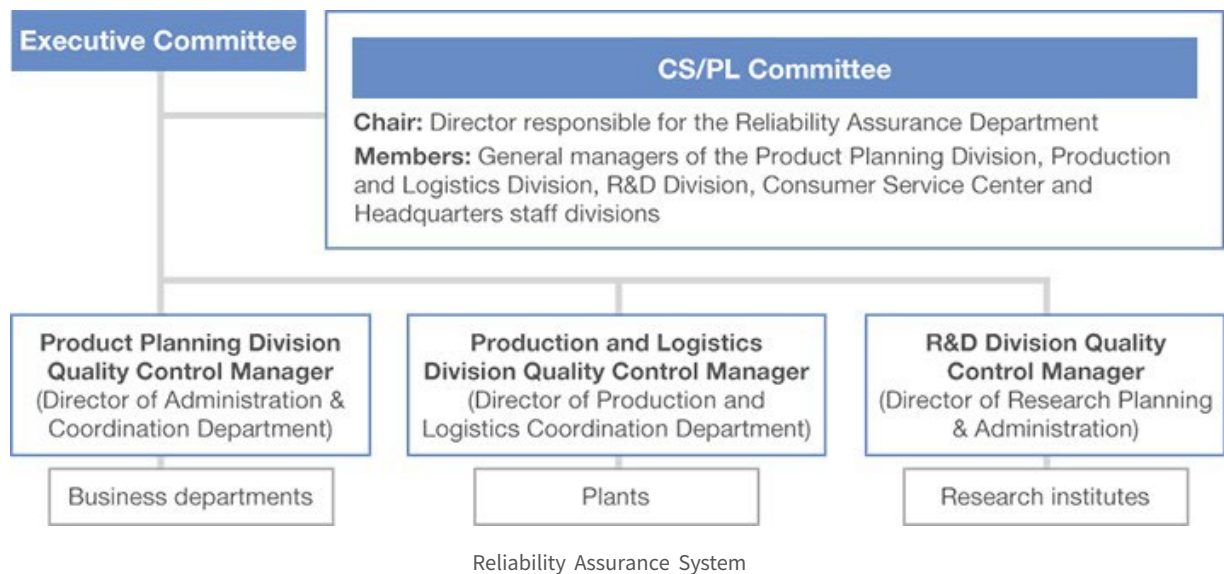 Executive Committee
CS/PL Committee
Chair: Director responsible for the Reliability Assurance Department
Members: General managers of the Product Planning Division, Production
and Logistics Division, R&D Division, Consumer Service Center and
Headquarters staff divisions
Product Planning Division
Quality Control Manager
(Director of Administration &
Coordination Department)
Production and Logistics
Division Quality Control Manager
(Director of Production and
Logistics Coordination Department)
R&D Division Quality
Control Manager
(Director of Research Planning
& Administration)
Business departments
Plants
Research institutes
Reliability Assurance System